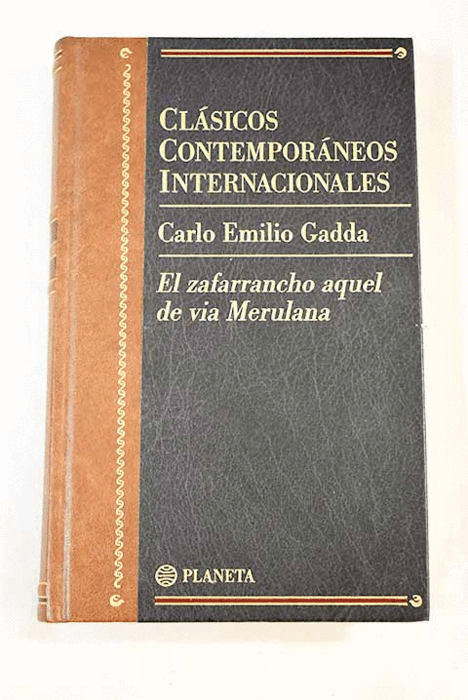 CLÁSICOS
CONTEMPORÁNEOS
INTERNACIONALES
Carlo Emilio Gadda
El zafarrancho aquel
de via Merulana
PLANETA